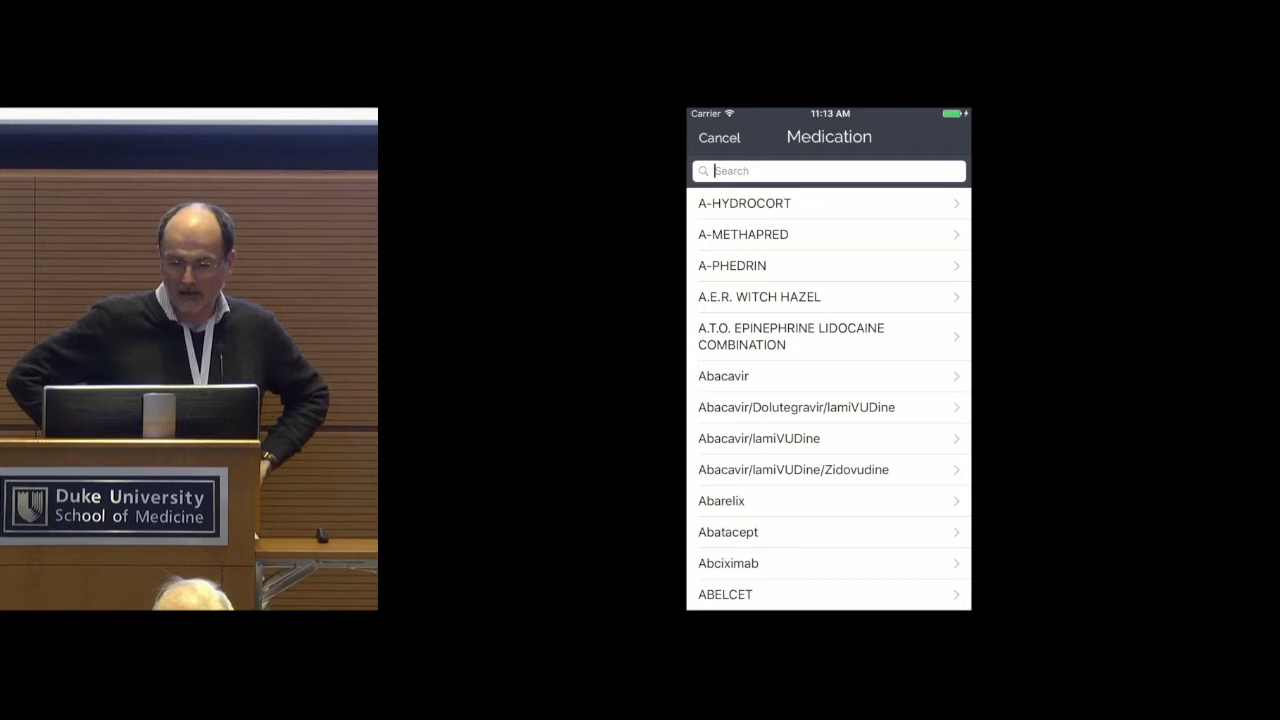 Duke University
School of Medicine
Carrier
11:13 AM
Cancel
Medication
Search
A-HYDROCORT
A-METHAPRED
A-PHEDRIN
A.E.R. WITCH HAZEL
A.T.O. EPINEPHRINE LIDOCAINE
COMBINATION
Abacavir
Abacavir/Dolutegravir/lamiVUDine
Abacavir/lamiVUDine
Abacavir/lamiVUDine/Zidovudine
Abarelix
Abatacept
Abciximab
ABELCET